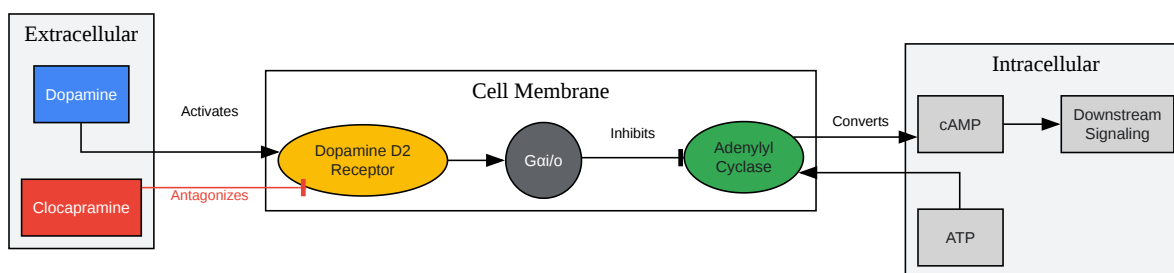 Extracellular
Dopamine
Clocapramine
Activates
Antagonizes
Cell Membrane
Dopamine D2
Receptor
Gαi/o
Inhibits
Adenylyl
Cyclase
Converts
Intracellular
cAMP
Downstream
Signaling
ATP